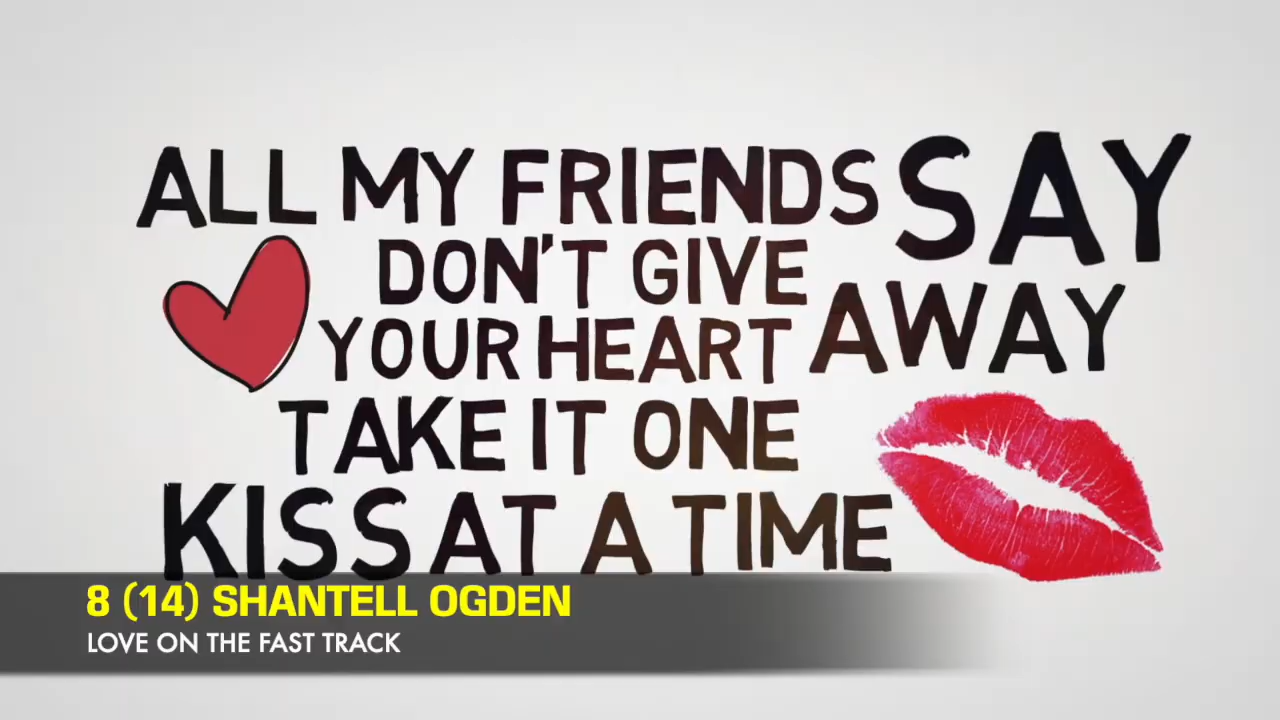 ALL MY FRIENDS SAY
DON'T GIVE
YOUR HEART AWAY
TAKE IT ONE
KISS AT A TIME
8 (14) SHANTELL OGDEN
LOVE ON THE FAST TRACK